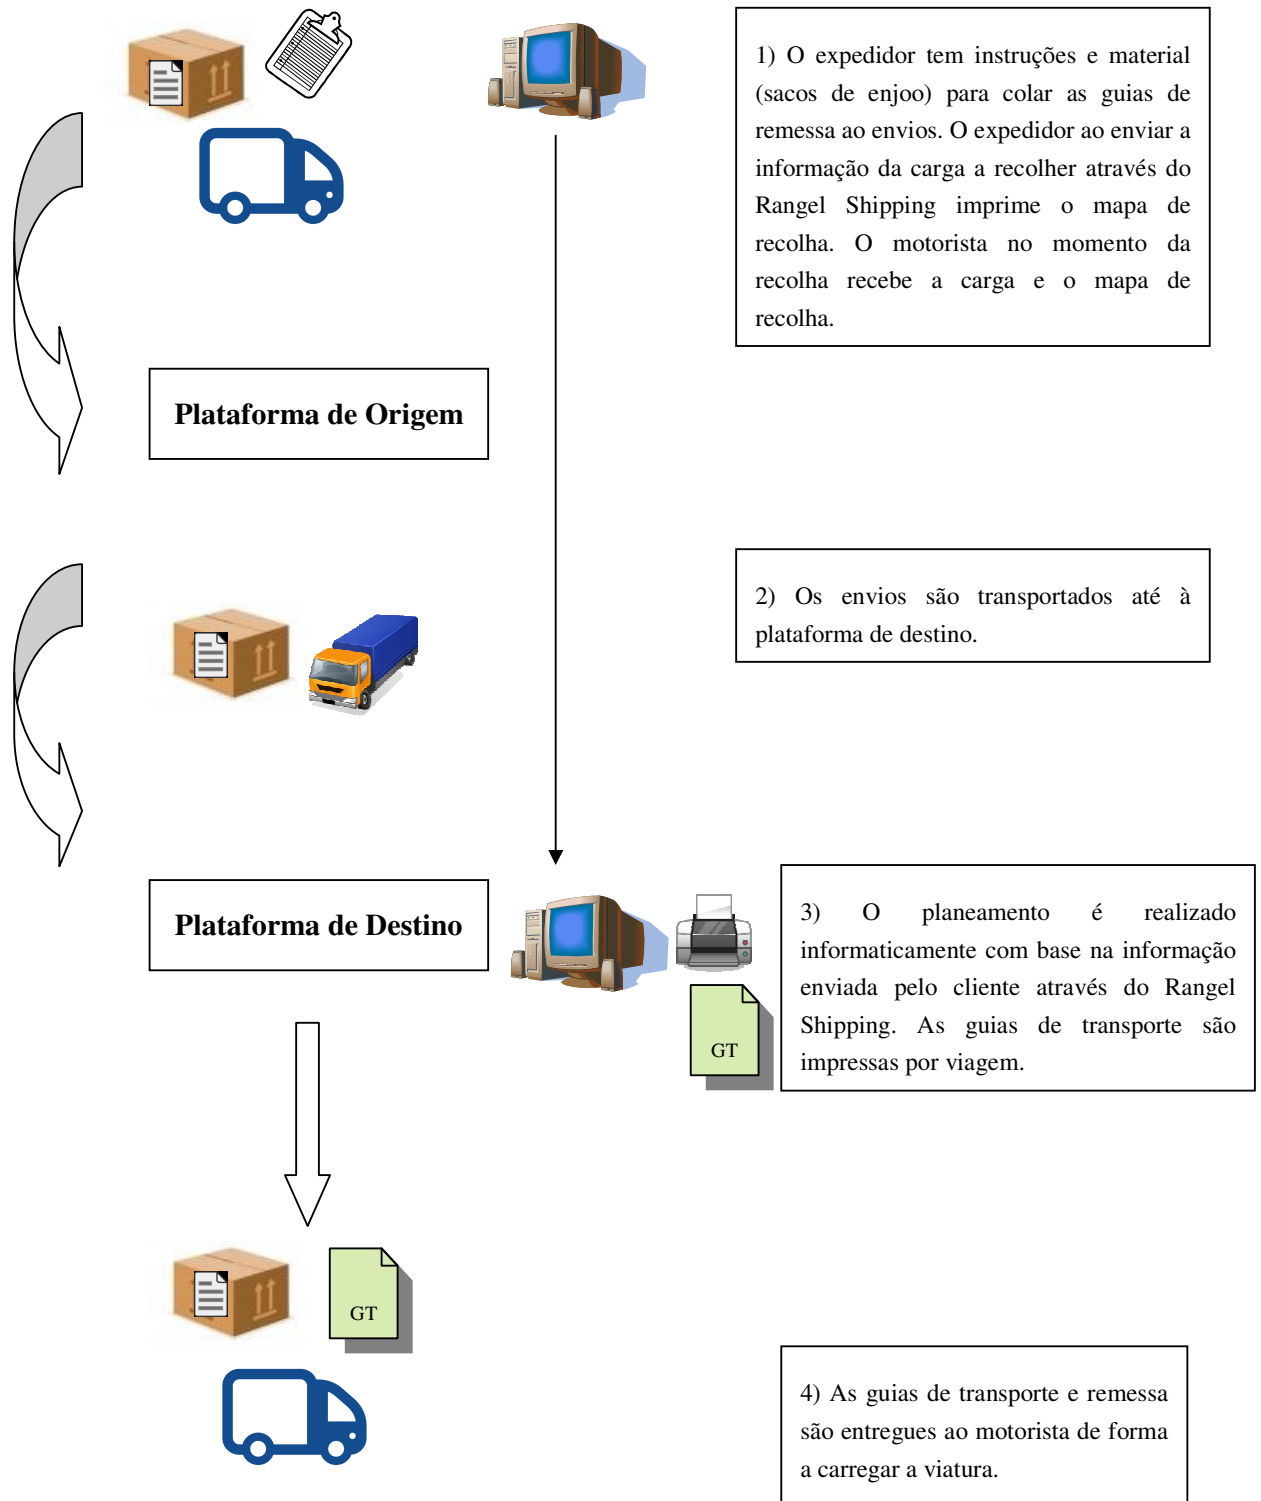 1) O expedidor tem instruções e material
(sacos de enjoo) para colar as guias de
remessa ao envios. O expedidor ao enviar a
informação da carga a recolher através do
Rangel Shipping imprime o mapa de
recolha. O motorista no momento da
recolha recebe a carga e o mapa de
recolha.
Plataforma de Origem
2) Os envios são transportados até à
plataforma de destino.
Plataforma de Destino
3) O planeamento é realizado
informaticamente com base na informação
enviada pelo cliente através do Rangel
Shipping. As guias de transporte são
impressas por viagem.
GT
GT
4) As guias de transporte e remessa
são entregues ao motorista de forma
a carregar a viatura.